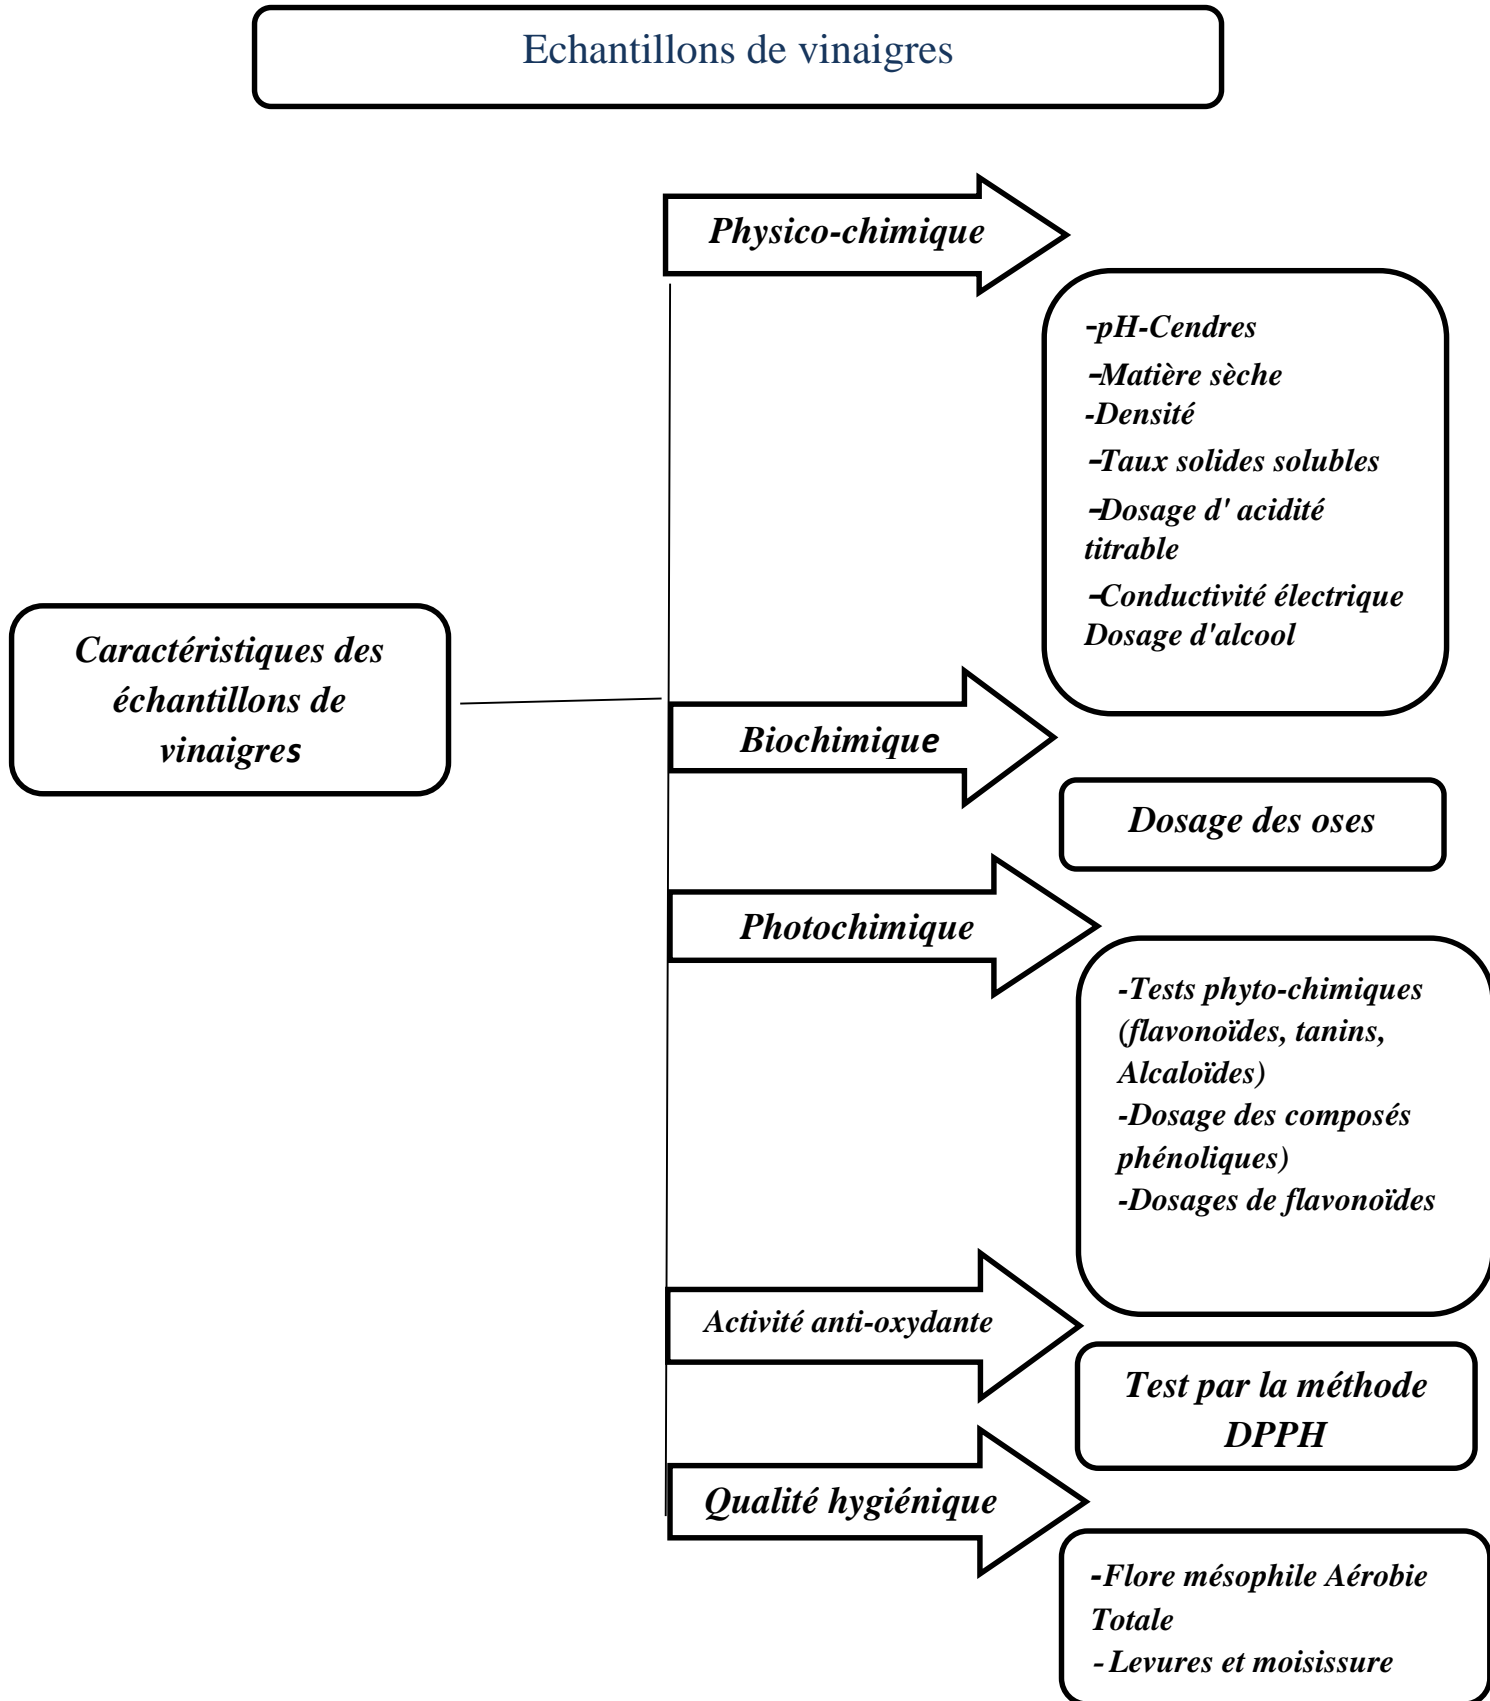 Echantillons de vinaigres
Physico-chimique
-pH-Cendres
-Matière sèche
-Densité
-Taux solides solubles
-Dosage d' acidité
titrable
-Conductivité électrique
Dosage d'alcool
Caractéristiques des
échantillons de
vinaigres
Biochimique
Dosage des oses
Photochimique
-Tests phyto-chimiques
(flavonoïdes, tanins,
Alcaloïdes)
-Dosage des composés
phénoliques)
-Dosages de flavonoïdes
Activité anti-oxydante
Test par la méthode
DPPH
Qualité hygiénique
-Flore mésophile Aérobie
Totale
- Levures et moisissure